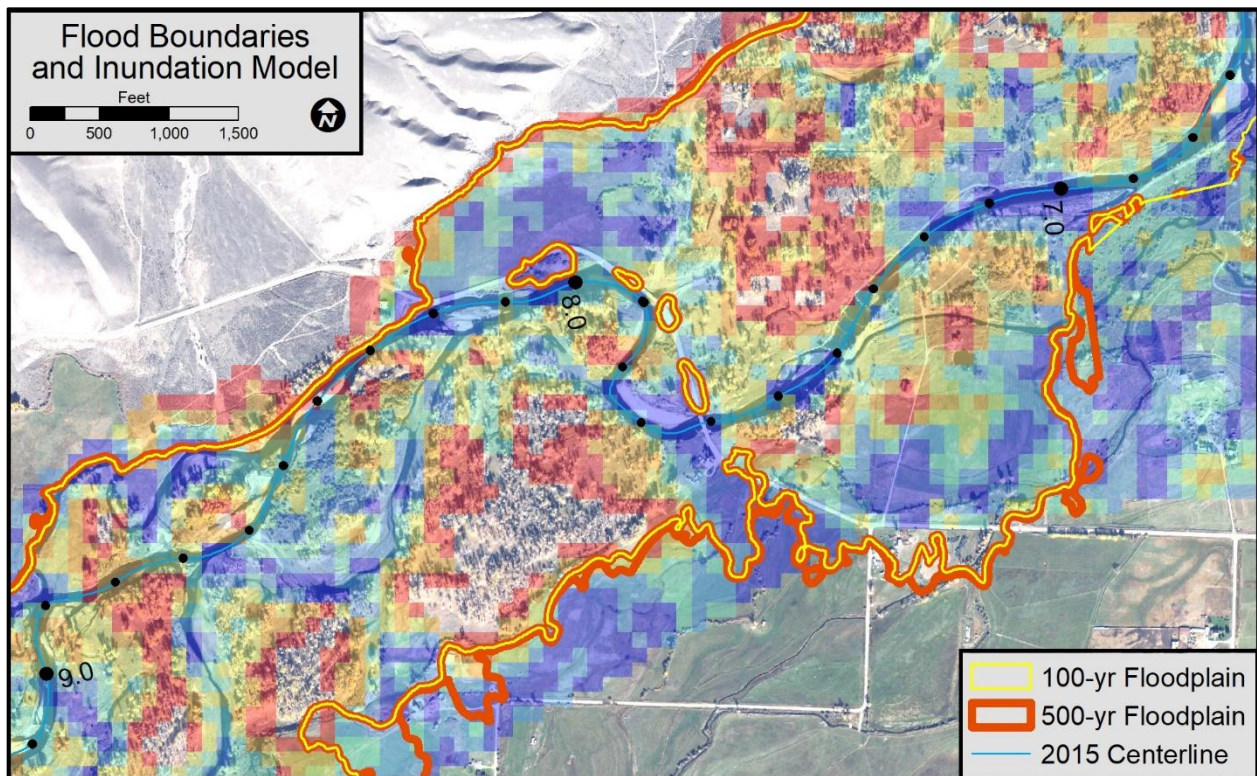 Flood Boundaries
and Inundation Model
Feet
0 500 1,000 1,500
N
7.0
8.0
9.0
100-yr Floodplain
500-yr Floodplain
2015 Centerline